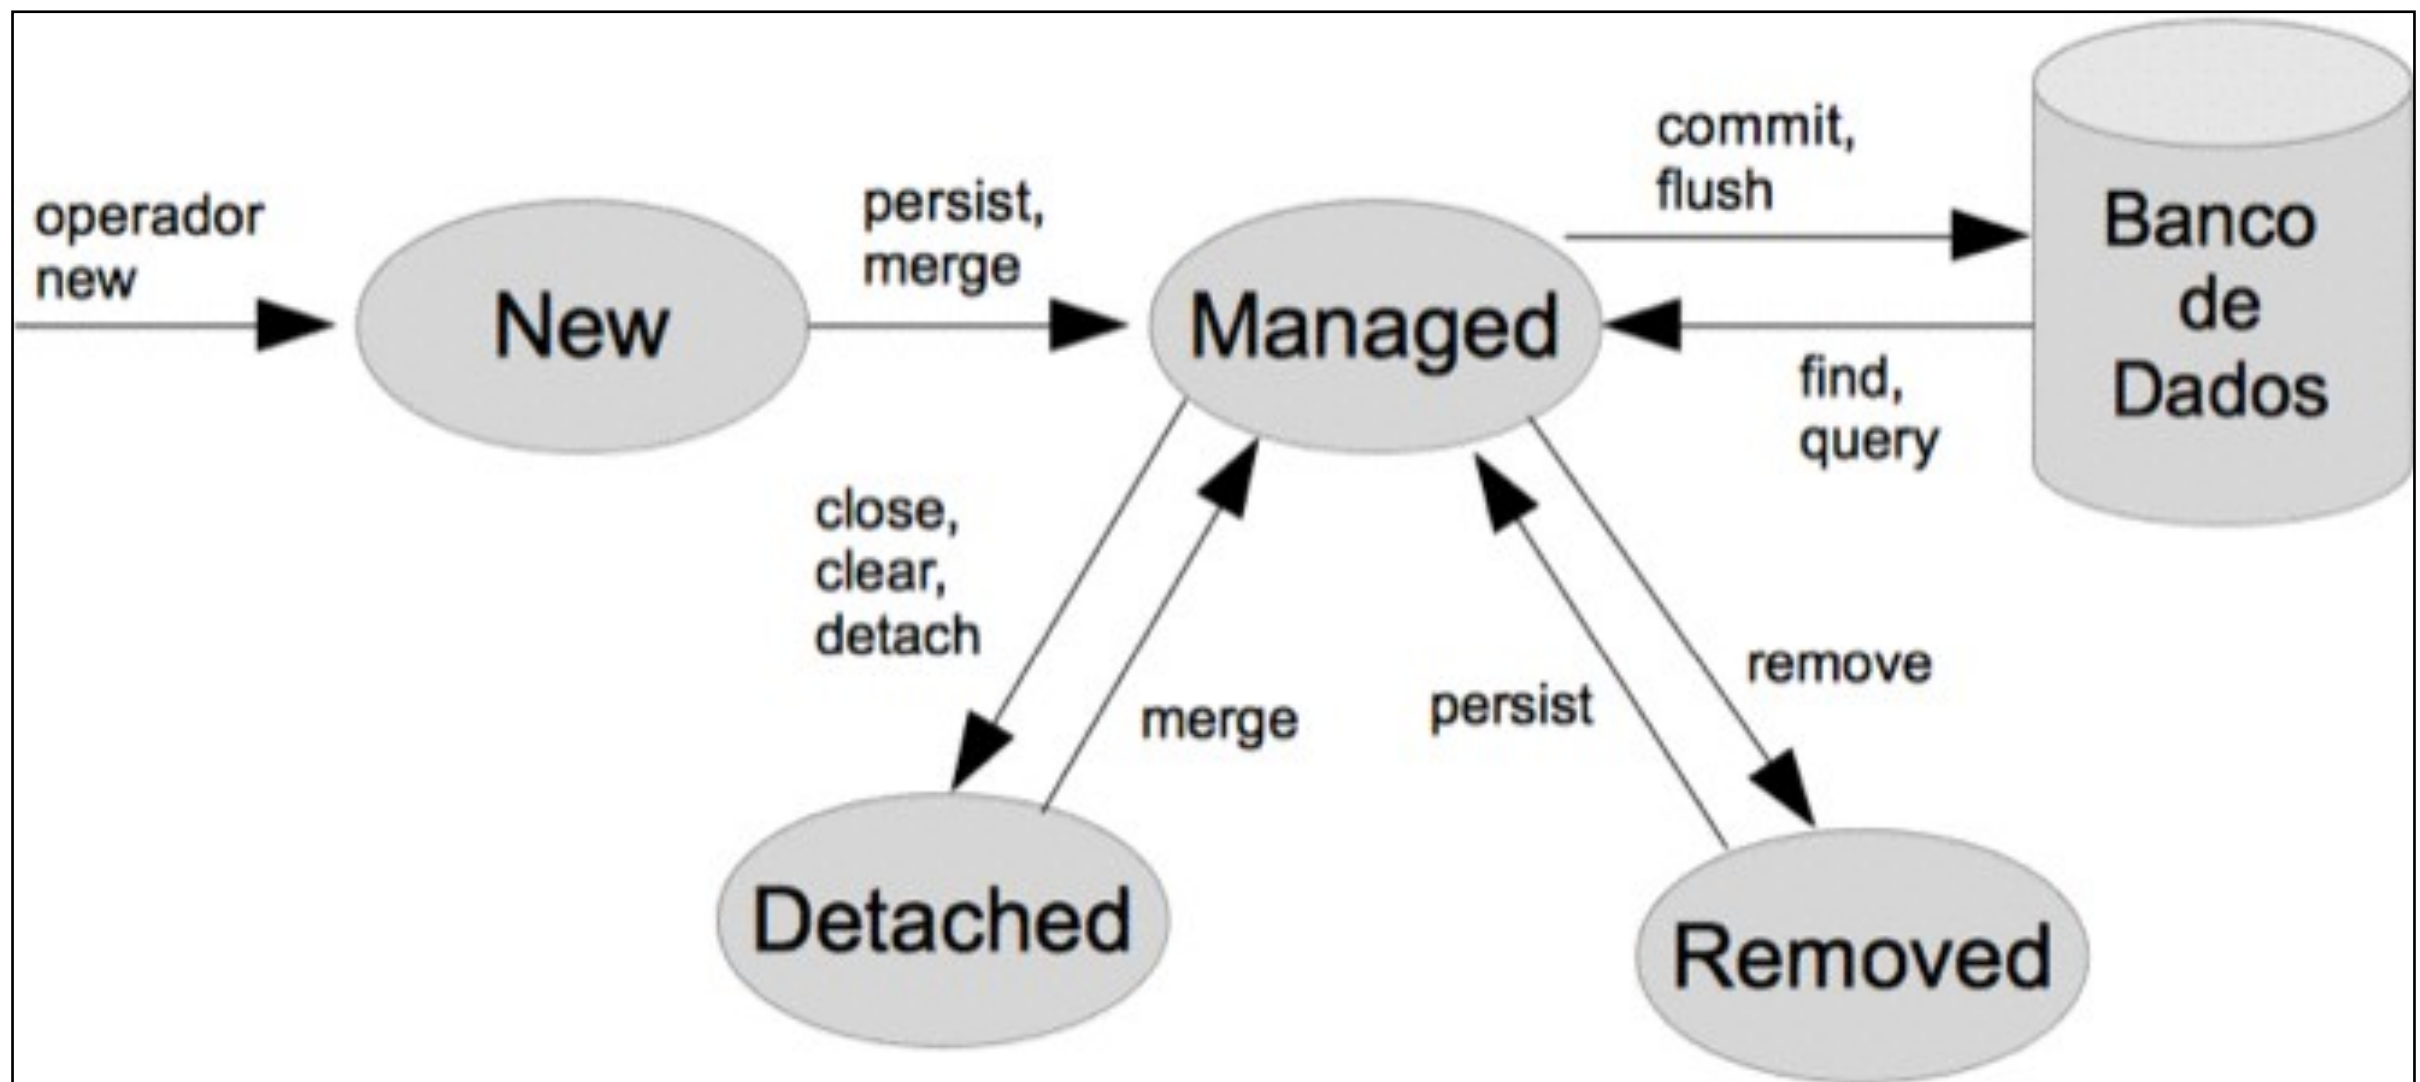 operador
new
New
persist,
merge
Managed
commit,
flush
find,
query
Banco
de
Dados
close,
clear,
detach
merge
persist
remove
Detached
Removed